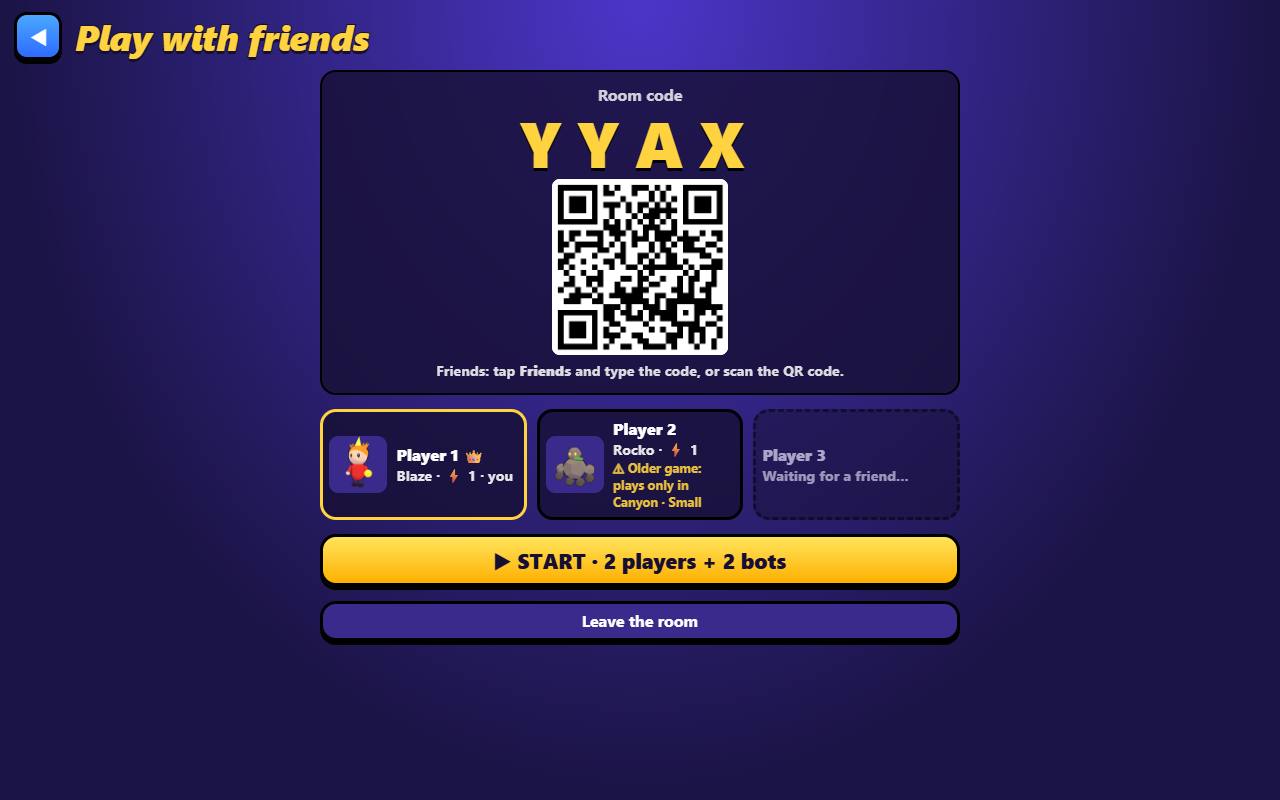 Play with friends
Room code
YYAX
Friends: tap Friends and type the code, or scan the QR code.
Player 1 👑
Blaze · ⚡ 1 · you
Player 2
Rocko · ⚡ 1
⚠ Older game:
plays only in
Canyon · Small
Player 3
Waiting for a friend...
▶ START · 2 players + 2 bots
Leave the room